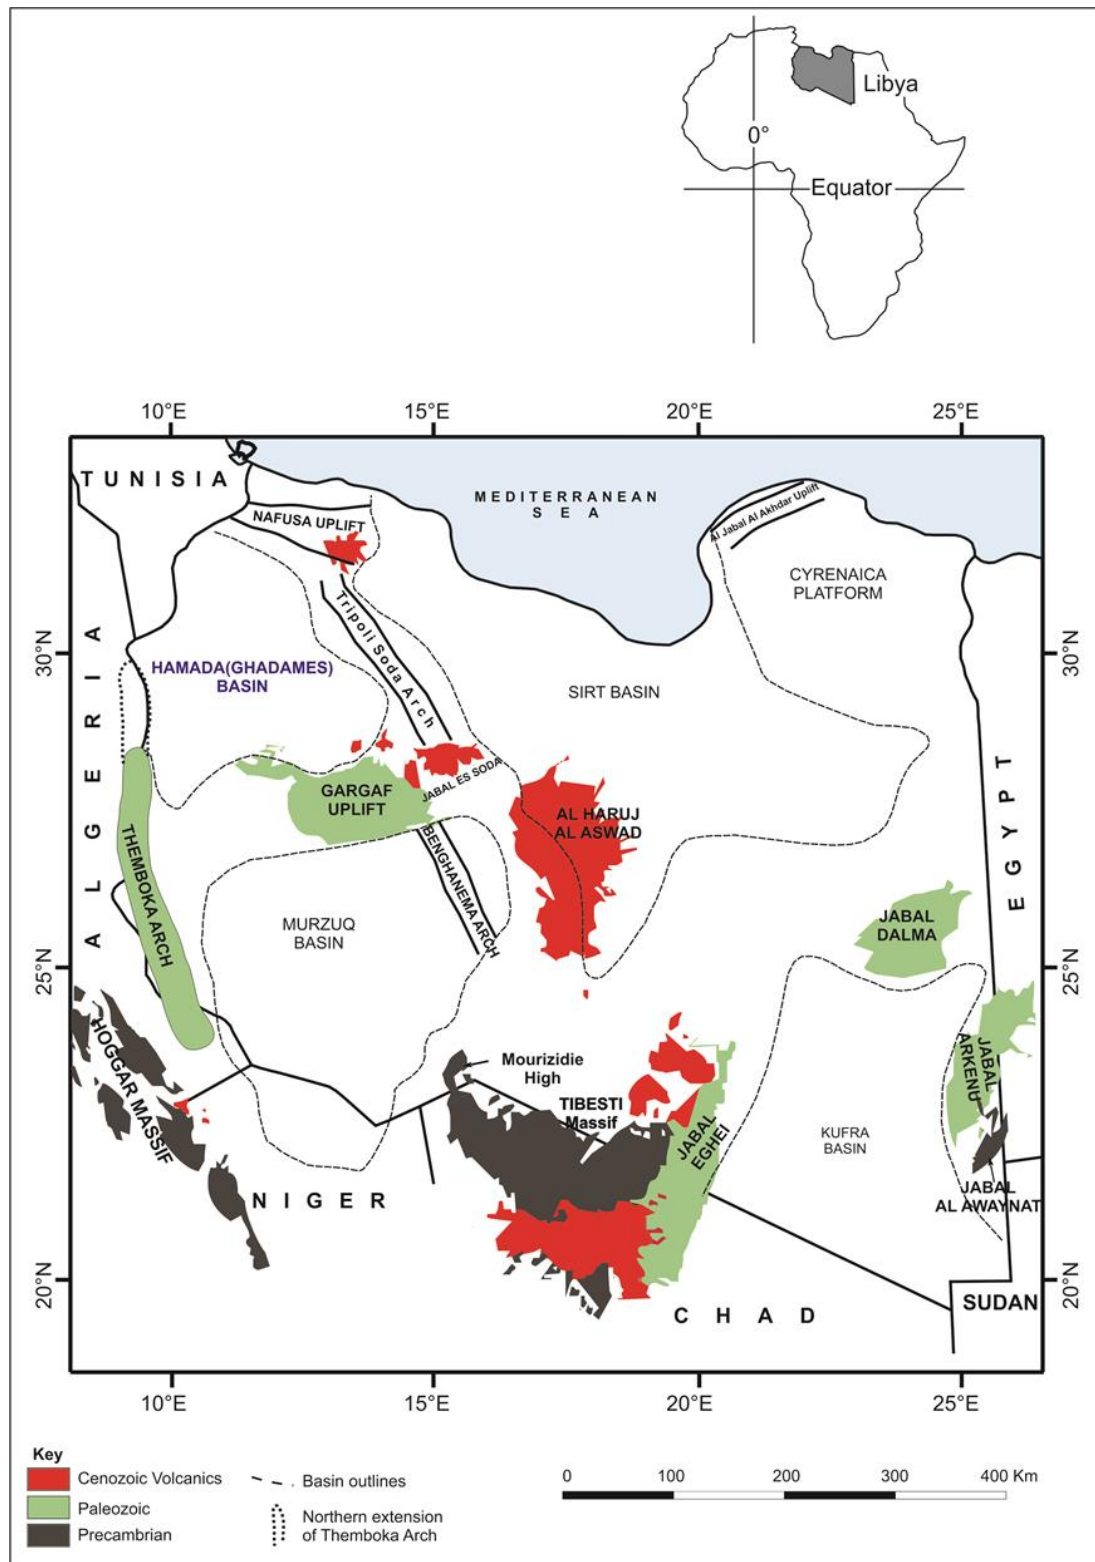 Libya
0°
Equator
10°E
15°E
20°E
25°E
TUNISIA
MEDITERRANEAN
SEA
NAFUSA UPLIFT
Al Jabal Al Akhdar Uplift
CYRENAICA
PLATFORM
Tripoli Soda Arch
30°N
30°N
ALGERIA
HAMADA(GHADAMES)
BASIN
SIRT BASIN
JABAL ES SODA
GARGAF
UPLIFT
AL HARUJ
AL ASWAD
EGYPT
THEMBOKA ARCH
BENGHANEMA ARCH
MURZUQ
BASIN
JABAL
DALMA
25°N
25°N
HOGGAR MASSIF
Mourizidie
High
TIBESTI
Massif
JABAL
EGHEI
JABAL
ARKENU
KUFRA
BASIN
JABAL
AL AWAYNAT
NIGER
20°N
20°N
CHAD
SUDAN
10°E
15°E
20°E
25°E
Key
Cenozoic Volcanics
Paleozoic
Precambrian
Basin outlines
Northern extension
of Themboka Arch
0 100 200 300 400 Km